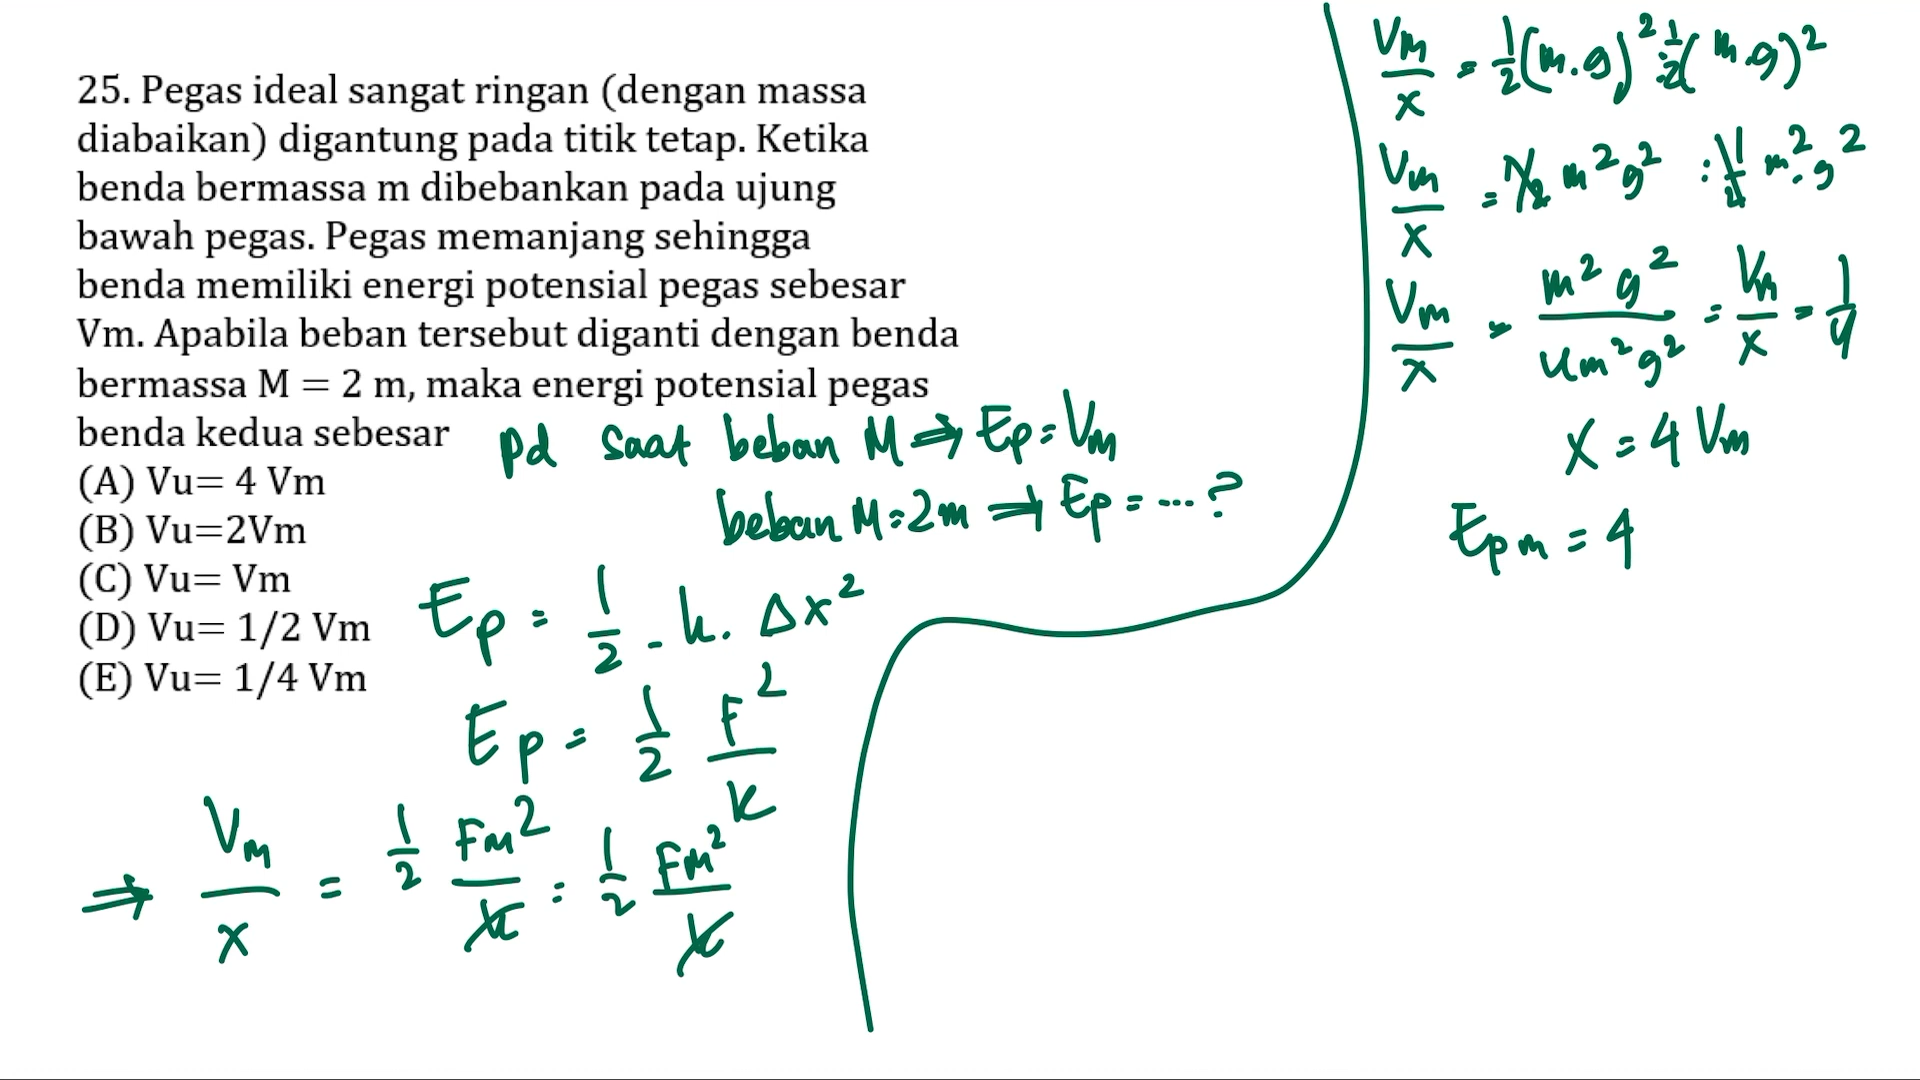 25. Pegas ideal sangat ringan (dengan massa
diabaikan) digantung pada titik tetap. Ketika
benda bermassa m dibebankan pada ujung
bawah pegas. Pegas memanjang sehingga
benda memiliki energi potensial pegas sebesar
Vm. Apabila beban tersebut diganti dengan benda
bermassa M = 2 m, maka energi potensial pegas
benda kedua sebesar
(A) Vu= 4 Vm
(B) Vu=2Vm
(C) Vu= Vm
(D) Vu= 1/2 Vm
(E) Vu= 1/4 Vm
Pd saat beban M ⇒ Ep = Vm
beban M = 2m ⇒ Ep = ... ?
Ep = 1/2 . k . Δx²
Ep = 1/2 F²/k
⇒ Vm/x = 1/2 Fm²/k : 1/2 Fm²/k
Vm/x = 1/2 (m.g)² : 1/2 (m.g)²
Vm/x = 1/2 m²g² : 1/4 m².g²
Vm/x = m²g²/4m²g² = Vm/x = 1/4
x = 4 Vm
Epm = 4